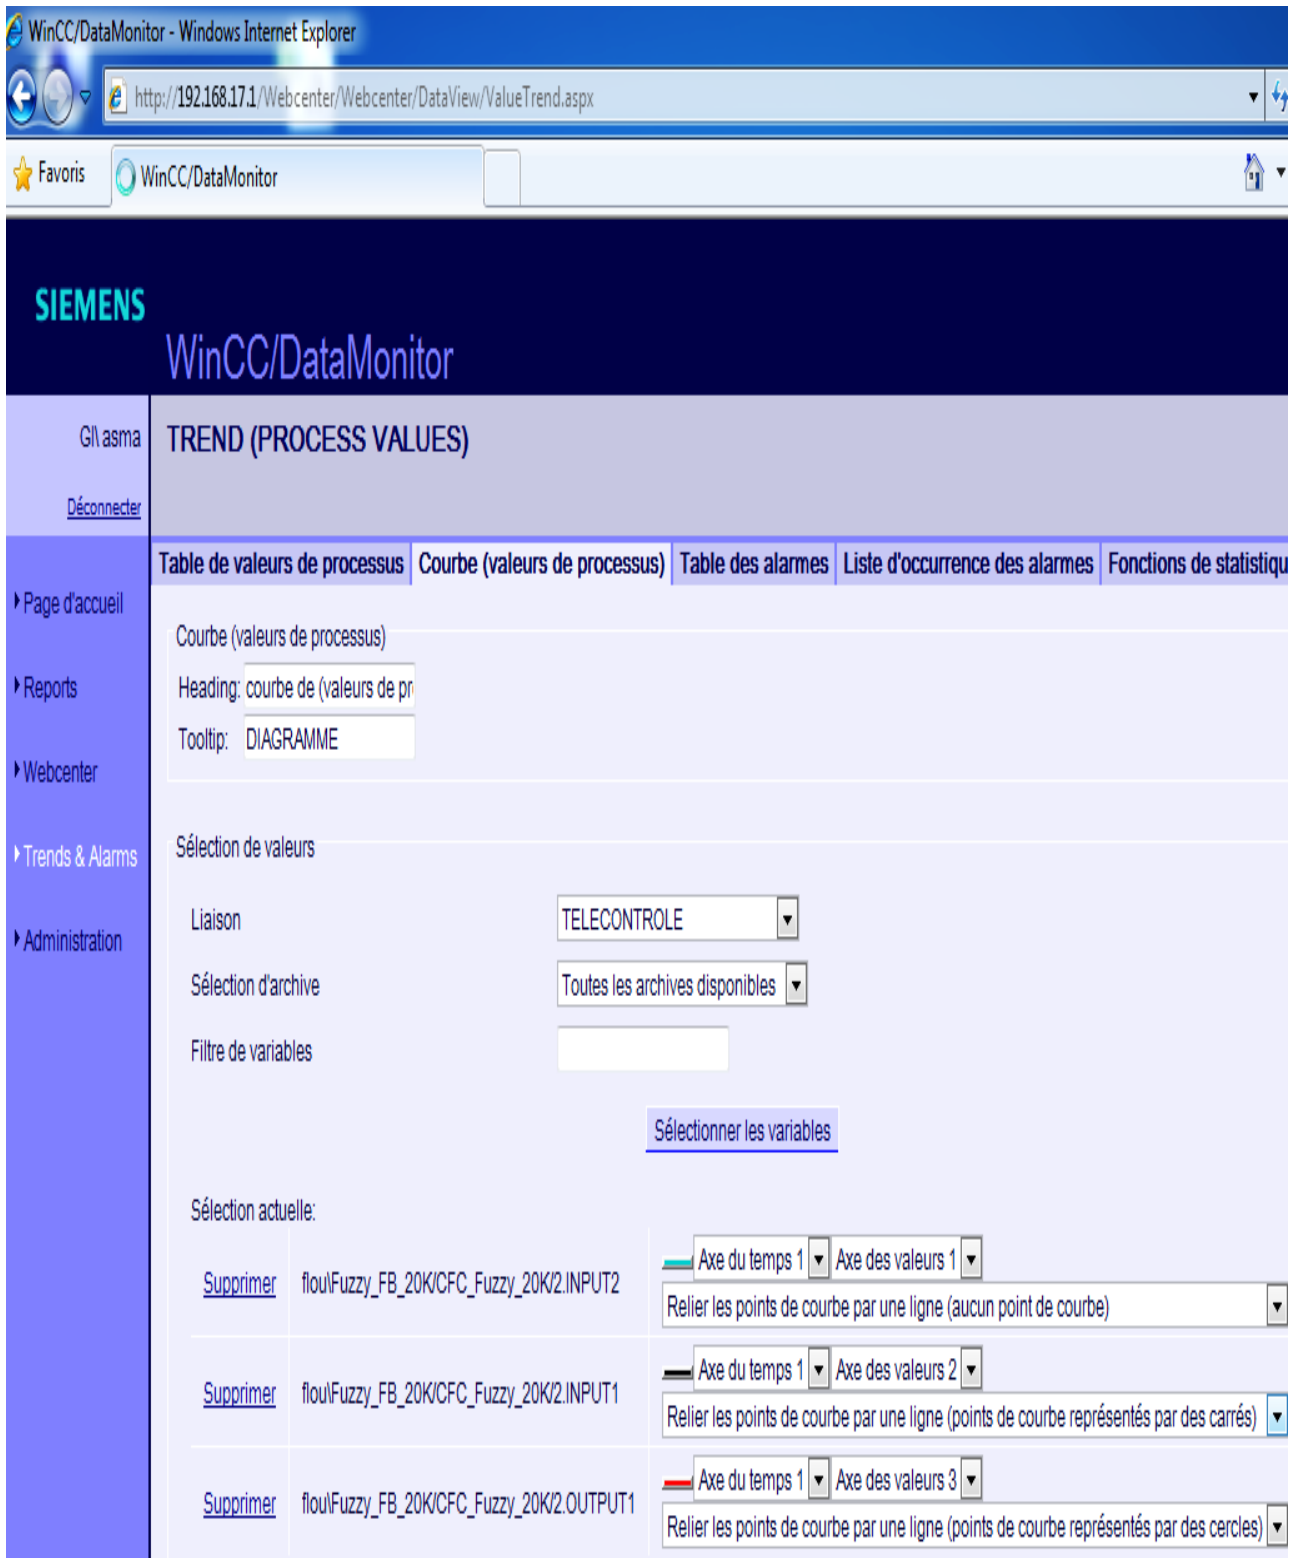 WinCC/DataMonitor - Windows Internet Explorer
http://192.168.17.1/Webcenter/Webcenter/DataView/ValueTrend.aspx
Favoris
WinCC/DataMonitor
SIEMENS
WinCC/DataMonitor
GI\ asma
TREND (PROCESS VALUES)
Déconnecter
Table de valeurs de processus
Courbe (valeurs de processus)
Table des alarmes
Liste d'occurrence des alarmes
Fonctions de statistiqu
Page d'accueil
Reports
Webcenter
Trends & Alarms
Administration
Courbe (valeurs de processus)
Heading: courbe de (valeurs de pr
Tooltip: DIAGRAMME
Sélection de valeurs
Liaison TELECONTROLE
Sélection d'archive Toutes les archives disponibles
Filtre de variables
Sélectionner les variables
Sélection actuelle:
Supprimer flou\Fuzzy_FB_20K/CFC_Fuzzy_20K/2.INPUT2
Axe du temps 1 Axe des valeurs 1
Relier les points de courbe par une ligne (aucun point de courbe)
Supprimer flou\Fuzzy_FB_20K/CFC_Fuzzy_20K/2.INPUT1
Axe du temps 1 Axe des valeurs 2
Relier les points de courbe par une ligne (points de courbe représentés par des carrés)
Supprimer flou\Fuzzy_FB_20K/CFC_Fuzzy_20K/2.OUTPUT1
Axe du temps 1 Axe des valeurs 3
Relier les points de courbe par une ligne (points de courbe représentés par des cercles)